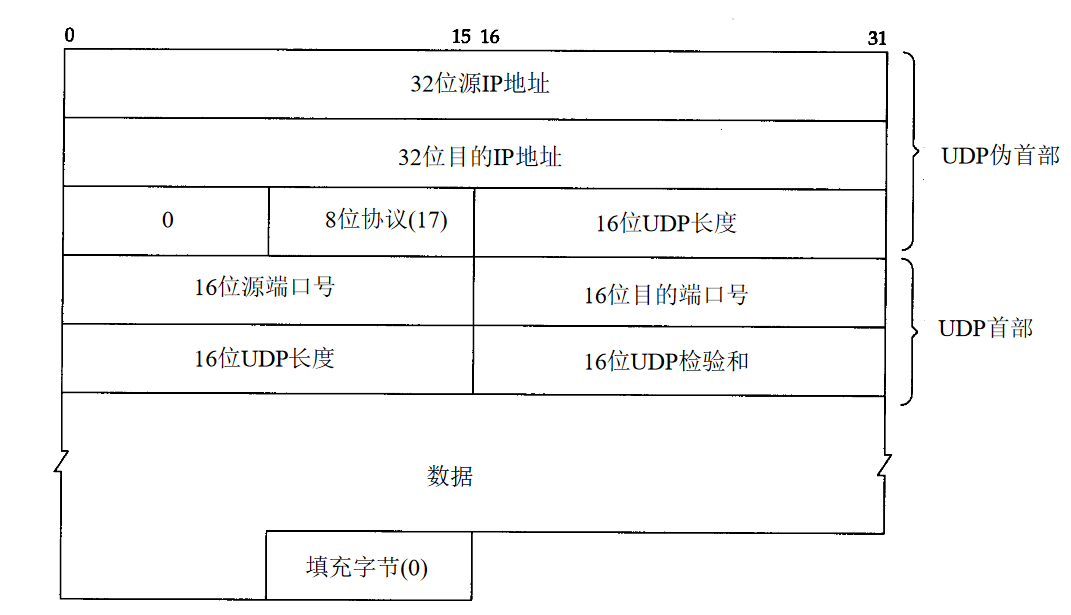 0 15 16 31
32位源IP地址
32位目的IP地址
UDP伪首部
0 8位协议(17) 16位UDP长度
16位源端口号 16位目的端口号
UDP首部
16位UDP长度 16位UDP检验和
数据
填充字节(0)